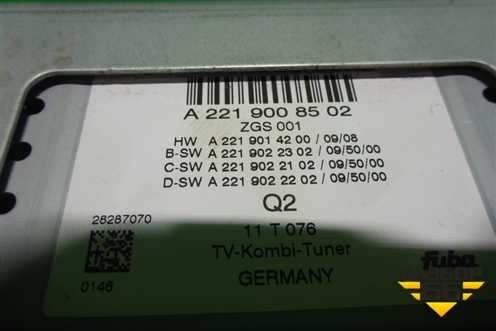 A 221 900 85 02
ZGS 001
HW A 221 901 42 00 / 09/08
B-SW A 221 902 23 02 / 09/50/00
C-SW A 221 902 21 02 / 09/50/00
D-SW A 221 902 22 02 / 09/50/00
Q2
28287070
11 T 076
TV-Kombi-Tuner
GERMANY
0146
fuba
66